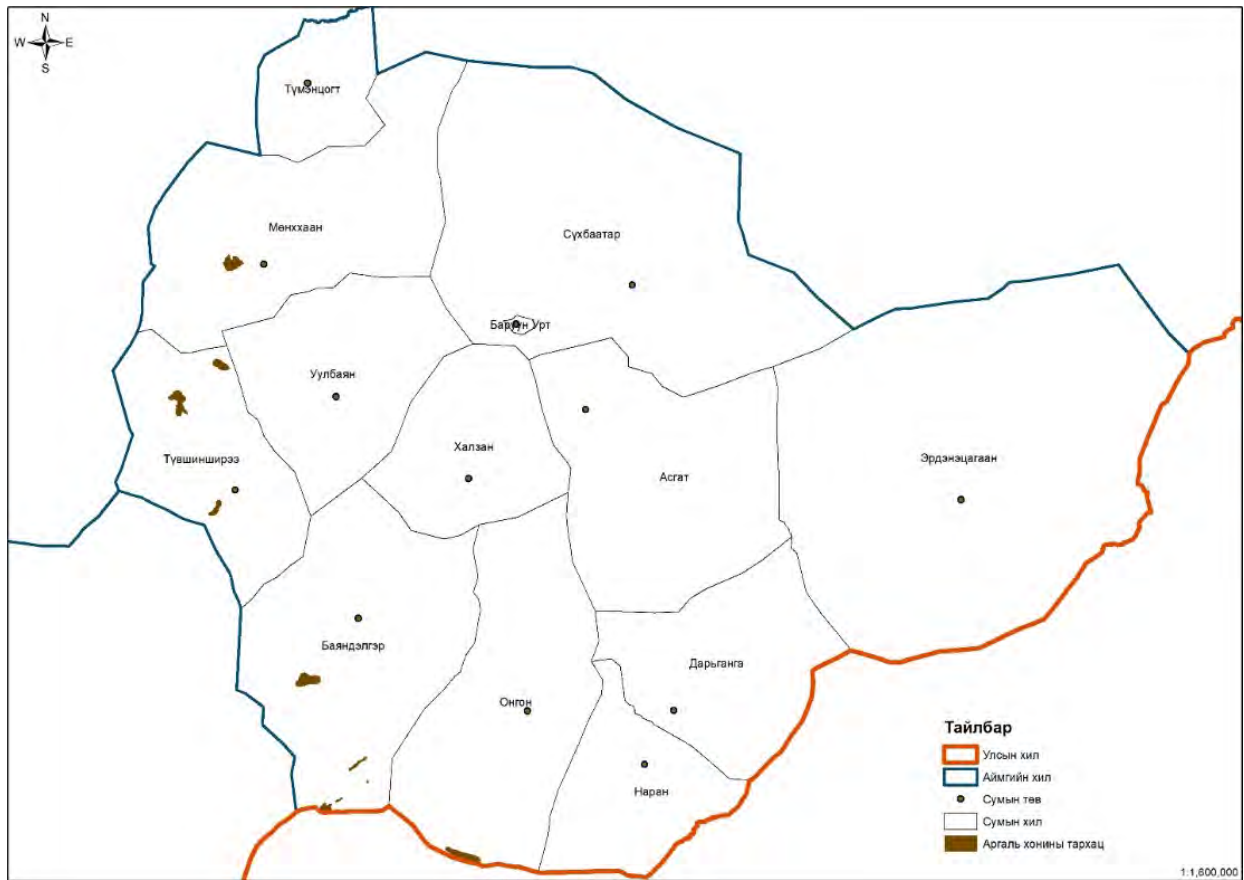 N
W E
S
Түмэнцогт
Мөнххаан
Сүхбаатар
Баруун Урт
Уулбаян
Халзан
Түвшинширээ
Асгат
Эрдэнэцагаан
Баяндэлгэр
Дарьганга
Онгон
Наран
Тайлбар
Улсын хил
Аймгийн хил
Сумын төв
Сумын хил
Аргаль хонины тархац
1:1,600,000